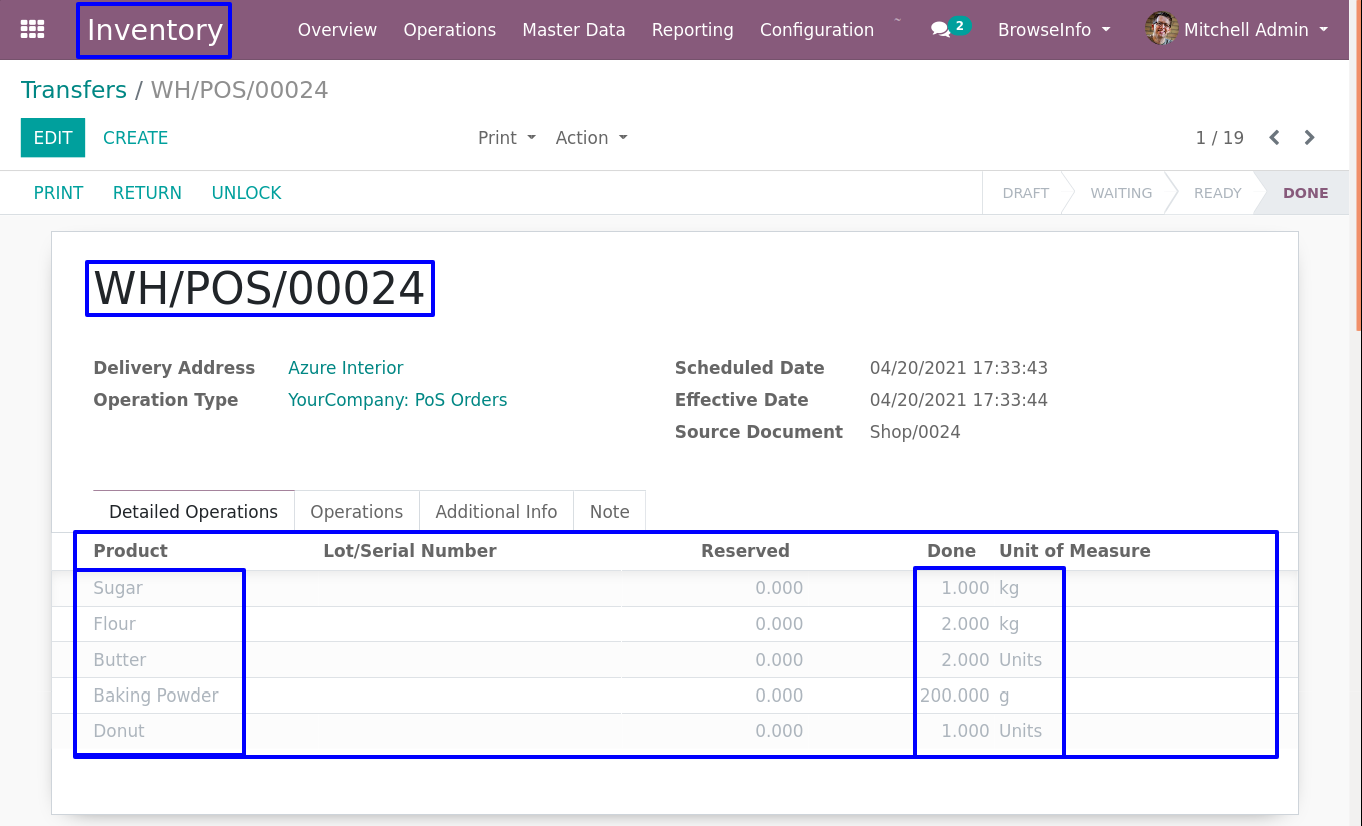 Inventory Overview Operations Master Data Reporting Configuration 2 BrowseInfo Mitchell Admin
Transfers / WH/POS/00024
EDIT CREATE Print Action 1 / 19
PRINT RETURN UNLOCK DRAFT WAITING READY DONE
WH/POS/00024
Delivery Address Azure Interior Scheduled Date 04/20/2021 17:33:43
Operation Type YourCompany: PoS Orders Effective Date 04/20/2021 17:33:44
Source Document Shop/0024
Detailed Operations Operations Additional Info Note
Product Lot/Serial Number Reserved Done Unit of Measure
Sugar 0.000 1.000 kg
Flour 0.000 2.000 kg
Butter 0.000 2.000 Units
Baking Powder 0.000 200.000 g
Donut 0.000 1.000 Units